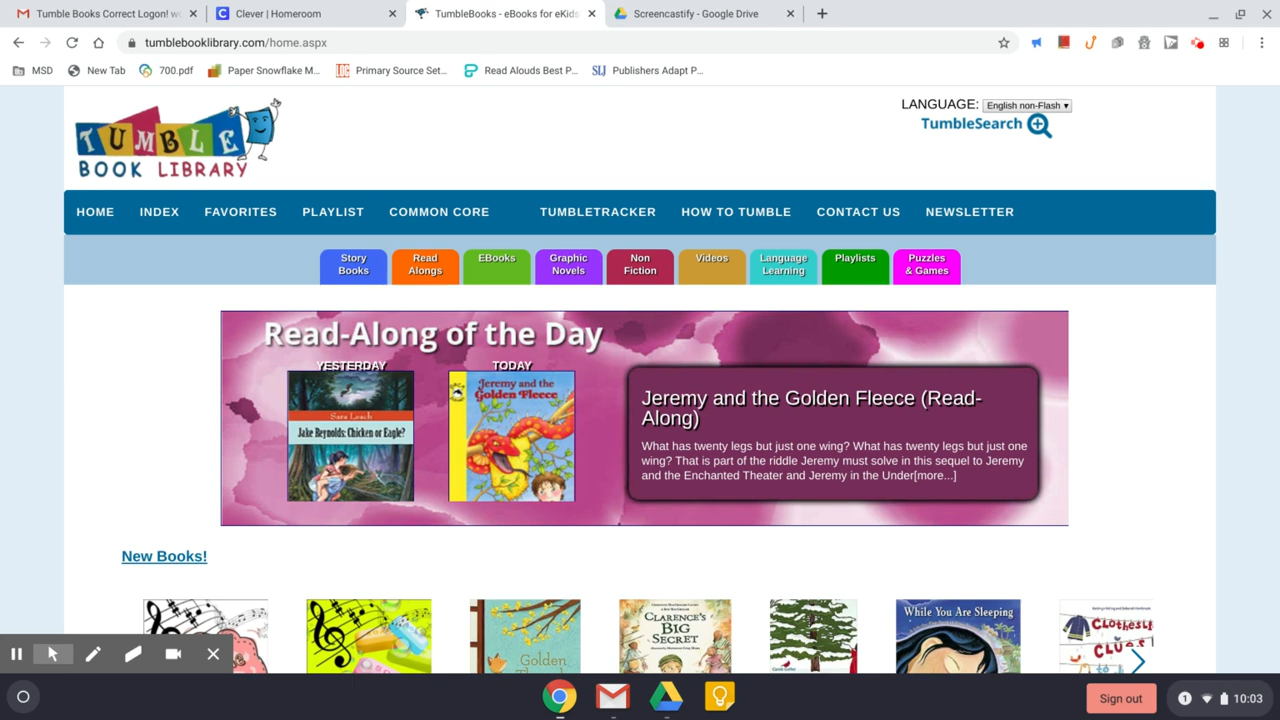 Tumble Books Correct Logon! w
Clever | Homeroom
TumbleBooks - eBooks for eKids
Screencastify - Google Drive
tumblebooklibrary.com/home.aspx
MSD
New Tab
700.pdf
Paper Snowflake M...
Primary Source Set...
Read Alouds Best P...
SLJ
Publishers Adapt P...
TUMBLE
BOOK LIBRARY
LANGUAGE: English non-Flash
TumbleSearch
HOME INDEX FAVORITES PLAYLIST COMMON CORE TUMBLETRACKER HOW TO TUMBLE CONTACT US NEWSLETTER
Story
Books
Read
Alongs
EBooks
Graphic
Novels
Non
Fiction
Videos
Language
Learning
Playlists
Puzzles
& Games
Read-Along of the Day
YESTERDAY
TODAY
Sara Leach
Jake Reynolds: Chicken or Eagle?
Jeremy and the
Golden Fleece
Jeremy and the Golden Fleece (Read-
Along)
What has twenty legs but just one wing? What has twenty legs but just one
wing? That is part of the riddle Jeremy must solve in this sequel to Jeremy
and the Enchanted Theater and Jeremy in the Under[more...]
New Books!
Golden
CLARENCE'S
BIG
SECRET
While You Are Sleeping
Clothesline
CLUES
to
Sign out
1
10:03